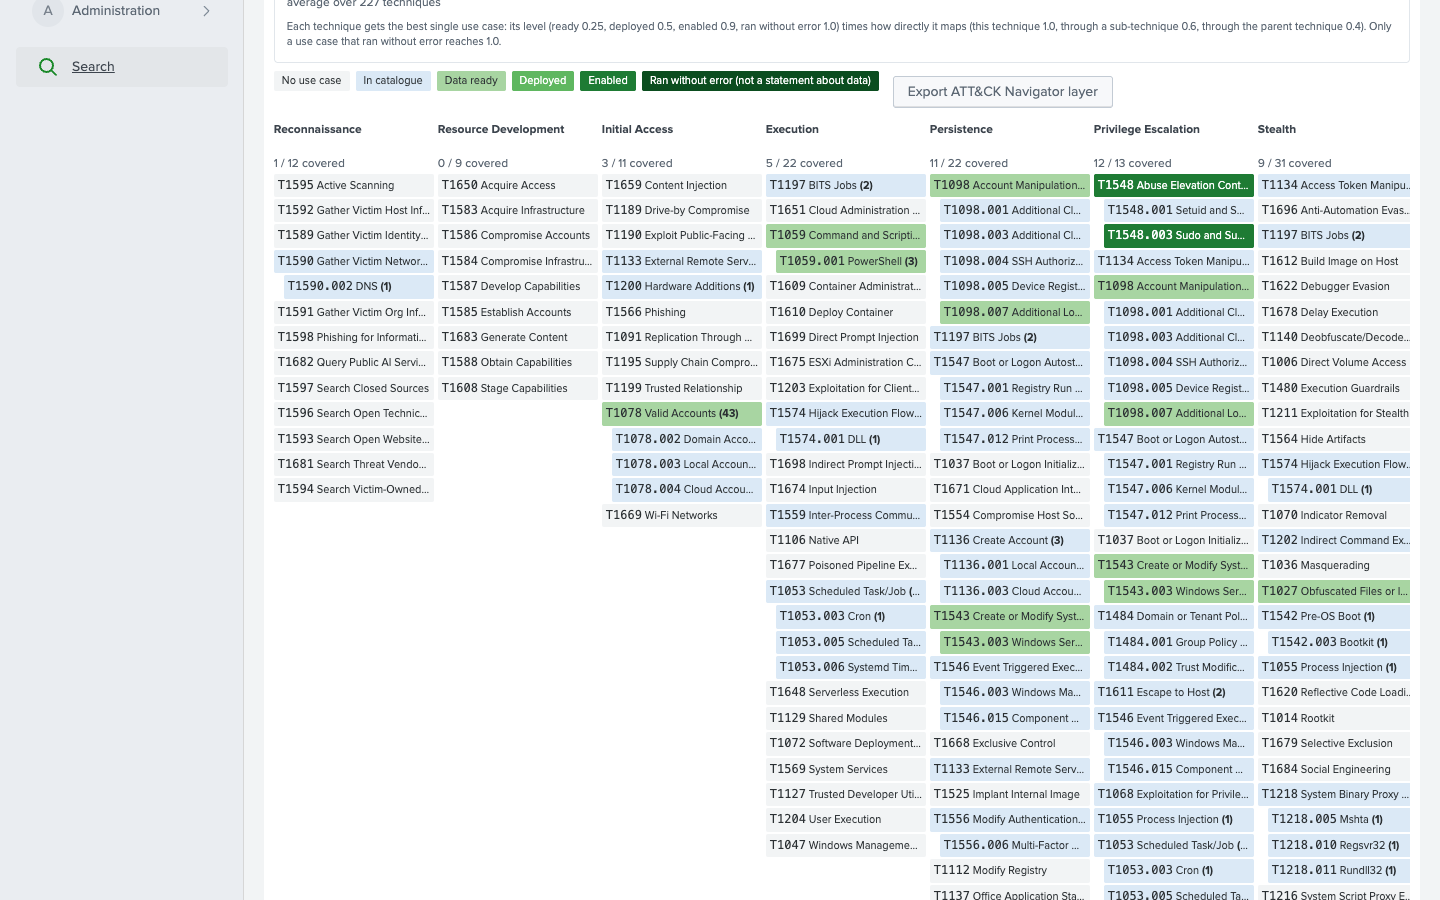 A Administration
Search
average over 227 techniques
Each technique gets the best single use case: its level (ready 0.25, deployed 0.5, enabled 0.9, ran without error 1.0) times how directly it maps (this technique 1.0, through a sub-technique 0.6, through the parent technique 0.4). Only
a use case that ran without error reaches 1.0.
No use case
In catalogue
Data ready
Deployed
Enabled
Ran without error (not a statement about data)
Export ATT&CK Navigator layer
Reconnaissance
1 / 12 covered
T1595 Active Scanning
T1592 Gather Victim Host Inf...
T1589 Gather Victim Identity...
T1590 Gather Victim Networ...
T1590.002 DNS (1)
T1591 Gather Victim Org Inf...
T1598 Phishing for Informati...
T1682 Query Public AI Servi...
T1597 Search Closed Sources
T1596 Search Open Technic...
T1593 Search Open Website...
T1681 Search Threat Vendo...
T1594 Search Victim-Owned...
Resource Development
0 / 9 covered
T1650 Acquire Access
T1583 Acquire Infrastructure
T1586 Compromise Accounts
T1584 Compromise Infrastru...
T1587 Develop Capabilities
T1585 Establish Accounts
T1683 Generate Content
T1588 Obtain Capabilities
T1608 Stage Capabilities
Initial Access
3 / 11 covered
T1659 Content Injection
T1189 Drive-by Compromise
T1190 Exploit Public-Facing ...
T1133 External Remote Serv...
T1200 Hardware Additions (1)
T1566 Phishing
T1091 Replication Through ...
T1195 Supply Chain Compro...
T1199 Trusted Relationship
T1078 Valid Accounts (43)
T1078.002 Domain Acco...
T1078.003 Local Accoun...
T1078.004 Cloud Accou...
T1669 Wi-Fi Networks
Execution
5 / 22 covered
T1197 BITS Jobs (2)
T1651 Cloud Administration ...
T1059 Command and Scripti...
T1059.001 PowerShell (3)
T1609 Container Administrat...
T1610 Deploy Container
T1699 Direct Prompt Injection
T1675 ESXi Administration C...
T1203 Exploitation for Client...
T1574 Hijack Execution Flow...
T1574.001 DLL (1)
T1698 Indirect Prompt Injecti...
T1674 Input Injection
T1559 Inter-Process Commu...
T1106 Native API
T1677 Poisoned Pipeline Ex...
T1053 Scheduled Task/Job (...
T1053.003 Cron (1)
T1053.005 Scheduled Ta...
T1053.006 Systemd Tim...
T1648 Serverless Execution
T1129 Shared Modules
T1072 Software Deployment...
T1569 System Services
T1127 Trusted Developer Uti...
T1204 User Execution
T1047 Windows Manageme...
Persistence
11 / 22 covered
T1098 Account Manipulation...
T1098.001 Additional Cl...
T1098.003 Additional Cl...
T1098.004 SSH Authoriz...
T1098.005 Device Regist...
T1098.007 Additional Lo...
T1197 BITS Jobs (2)
T1547 Boot or Logon Autost...
T1547.001 Registry Run ...
T1547.006 Kernel Modul...
T1547.012 Print Process...
T1037 Boot or Logon Initializ...
T1671 Cloud Application Int...
T1554 Compromise Host So...
T1136 Create Account (3)
T1136.001 Local Accoun...
T1136.003 Cloud Accou...
T1543 Create or Modify Syst...
T1543.003 Windows Ser...
T1546 Event Triggered Exec...
T1546.003 Windows Ma...
T1546.015 Component ...
T1668 Exclusive Control
T1133 External Remote Serv...
T1525 Implant Internal Image
T1556 Modify Authentication...
T1556.006 Multi-Factor ...
T1112 Modify Registry
T1137 Office Application Sta...
Privilege Escalation
12 / 13 covered
T1548 Abuse Elevation Cont...
T1548.001 Setuid and S...
T1548.003 Sudo and Su...
T1134 Access Token Manipu...
T1098 Account Manipulation...
T1098.001 Additional Cl...
T1098.003 Additional Cl...
T1098.004 SSH Authoriz...
T1098.005 Device Regist...
T1098.007 Additional Lo...
T1547 Boot or Logon Autost...
T1547.001 Registry Run ...
T1547.006 Kernel Modul...
T1547.012 Print Process...
T1037 Boot or Logon Initializ...
T1543 Create or Modify Syst...
T1543.003 Windows Ser...
T1484 Domain or Tenant Pol...
T1484.001 Group Policy ...
T1484.002 Trust Modific...
T1611 Escape to Host (2)
T1546 Event Triggered Exec...
T1546.003 Windows Ma...
T1546.015 Component ...
T1068 Exploitation for Privile...
T1055 Process Injection (1)
T1053 Scheduled Task/Job (...
T1053.003 Cron (1)
T1053.005 Scheduled Ta...
Stealth
9 / 31 covered
T1134 Access Token Manipu...
T1696 Anti-Automation Evas...
T1197 BITS Jobs (2)
T1612 Build Image on Host
T1622 Debugger Evasion
T1678 Delay Execution
T1140 Deobfuscate/Decode...
T1006 Direct Volume Access
T1480 Execution Guardrails
T1211 Exploitation for Stealth
T1564 Hide Artifacts
T1574 Hijack Execution Flow...
T1574.001 DLL (1)
T1070 Indicator Removal
T1202 Indirect Command Ex...
T1036 Masquerading
T1027 Obfuscated Files or I...
T1542 Pre-OS Boot (1)
T1542.003 Bootkit (1)
T1055 Process Injection (1)
T1620 Reflective Code Loadi...
T1014 Rootkit
T1679 Selective Exclusion
T1684 Social Engineering
T1218 System Binary Proxy ...
T1218.005 Mshta (1)
T1218.010 Regsvr32 (1)
T1218.011 Rundll32 (1)
T1216 System Script Proxy E...